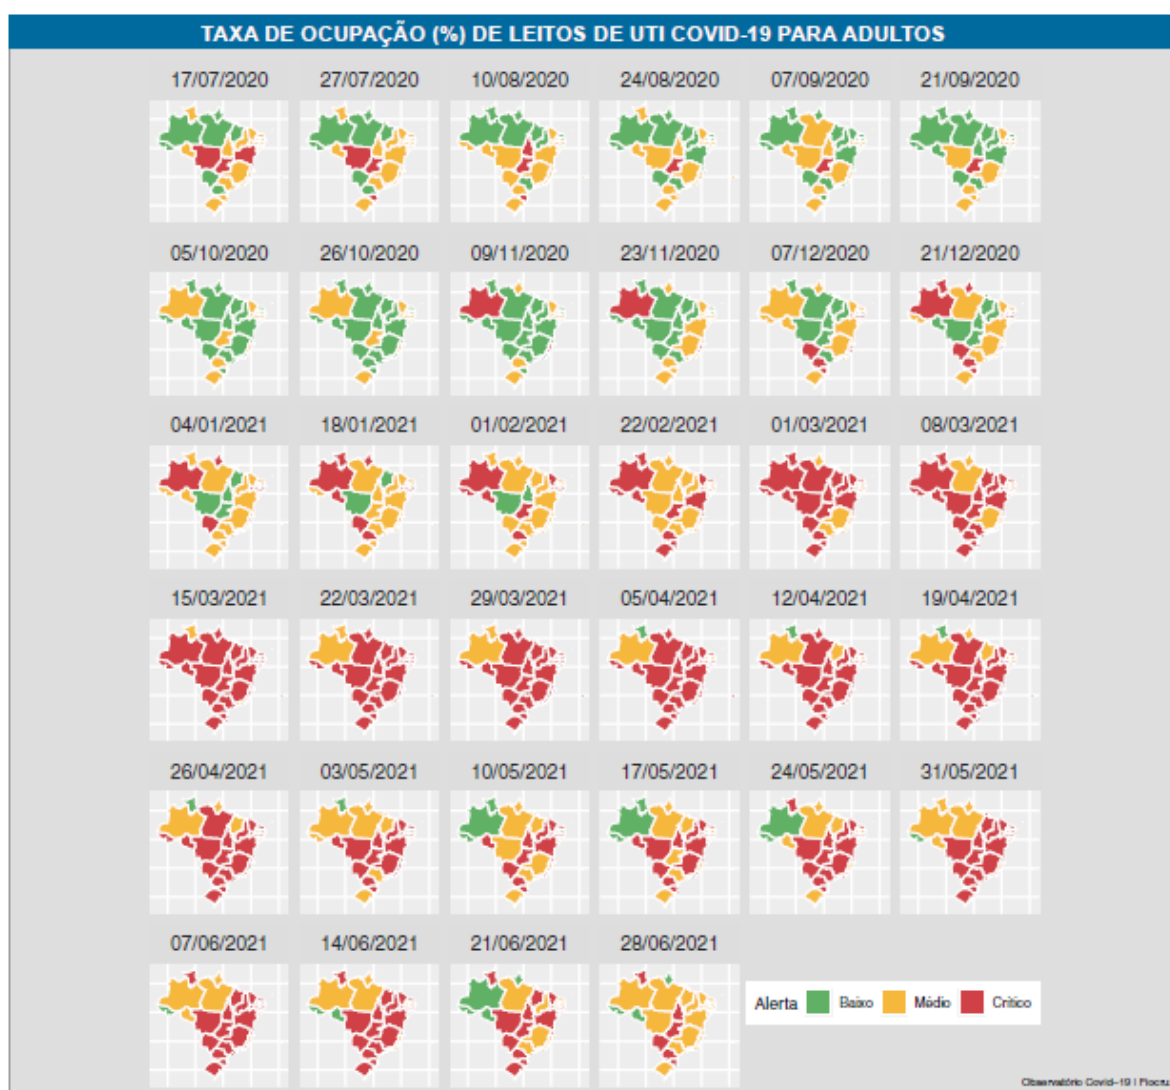 TAXA DE OCUPAÇÃO (%) DE LEITOS DE UTI COVID-19 PARA ADULTOS
17/07/2020 27/07/2020 10/08/2020 24/08/2020 07/09/2020 21/09/2020
05/10/2020 26/10/2020 09/11/2020 23/11/2020 07/12/2020 21/12/2020
04/01/2021 18/01/2021 01/02/2021 22/02/2021 01/03/2021 08/03/2021
15/03/2021 22/03/2021 29/03/2021 05/04/2021 12/04/2021 19/04/2021
26/04/2021 03/05/2021 10/05/2021 17/05/2021 24/05/2021 31/05/2021
07/06/2021 14/06/2021 21/06/2021 28/06/2021
Alerta Baixo Médio Crítico
Observatório Covid-19 |